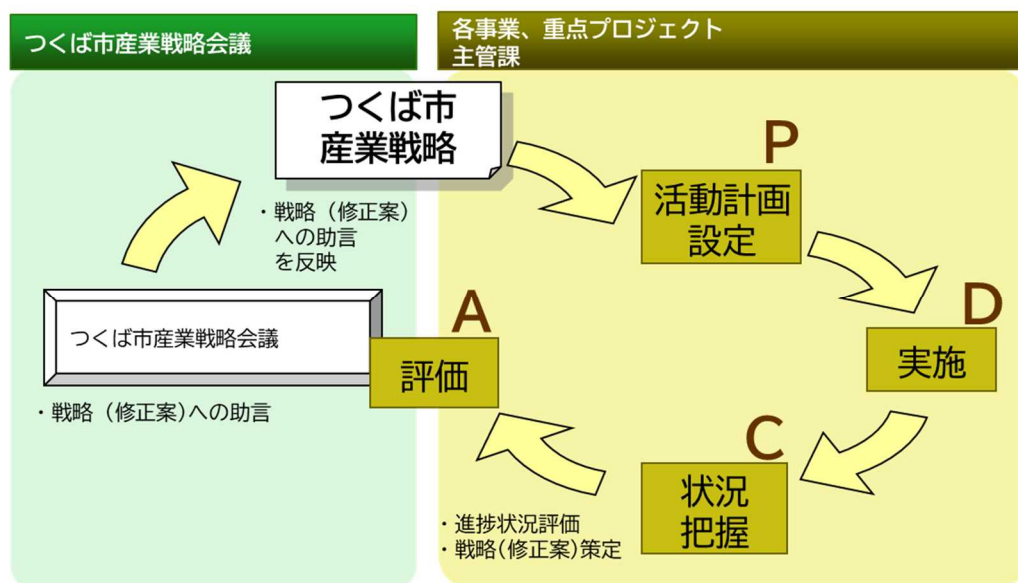 つくば市産業戦略会議
各事業、重点プロジェクト
主管課
つくば市
産業戦略
P
活動計画
設定
・戦略（修正案）
への助言
を反映
D
実施
つくば市産業戦略会議
A
評価
・戦略（修正案）への助言
C
状況
把握
・進捗状況評価
・戦略(修正案)策定